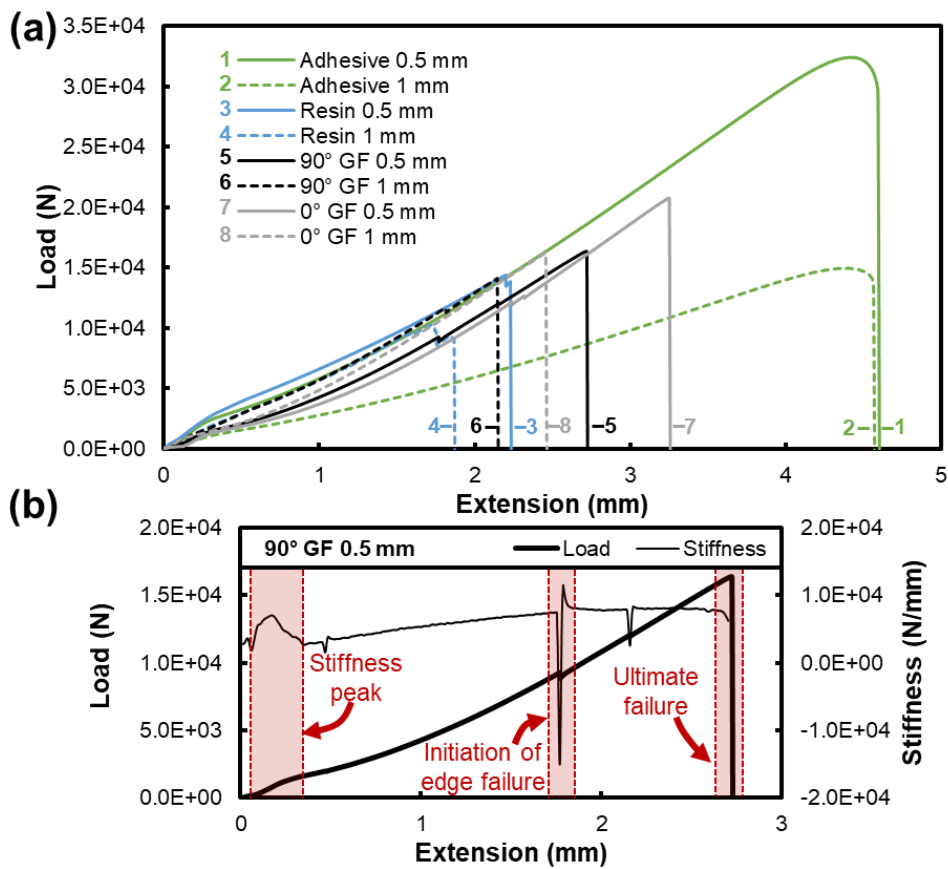 (a)
3.5E+04
3.0E+04
2.5E+04
2.0E+04
1.5E+04
1.0E+04
5.0E+03
0.0E+00
Load (N)
1 Adhesive 0.5 mm
2 Adhesive 1 mm
3 Resin 0.5 mm
4 Resin 1 mm
5 90° GF 0.5 mm
6 90° GF 1 mm
7 0° GF 0.5 mm
8 0° GF 1 mm
4 6 3 8 5 7 2 1
0 1 2 3 4 5
Extension (mm)
(b)
90° GF 0.5 mm Load Stiffness
2.0E+04
1.5E+04
1.0E+04
5.0E+03
0.0E+00
Load (N)
Stiffness
peak
Initiation of
edge failure
Ultimate
failure
2.0E+04
1.0E+04
0.0E+00
-1.0E+04
-2.0E+04
Stiffness (N/mm)
0 1 2 3
Extension (mm)